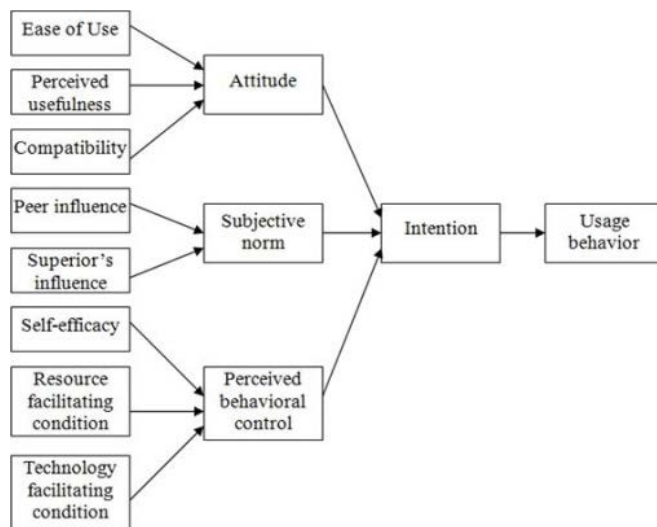 Ease of Use
Perceived
usefulness
Compatibility
Peer influence
Superior's
influence
Self-efficacy
Resource
facilitating
condition
Technology
facilitating
condition
Attitude
Subjective
norm
Perceived
behavioral
control
Intention
Usage
behavior